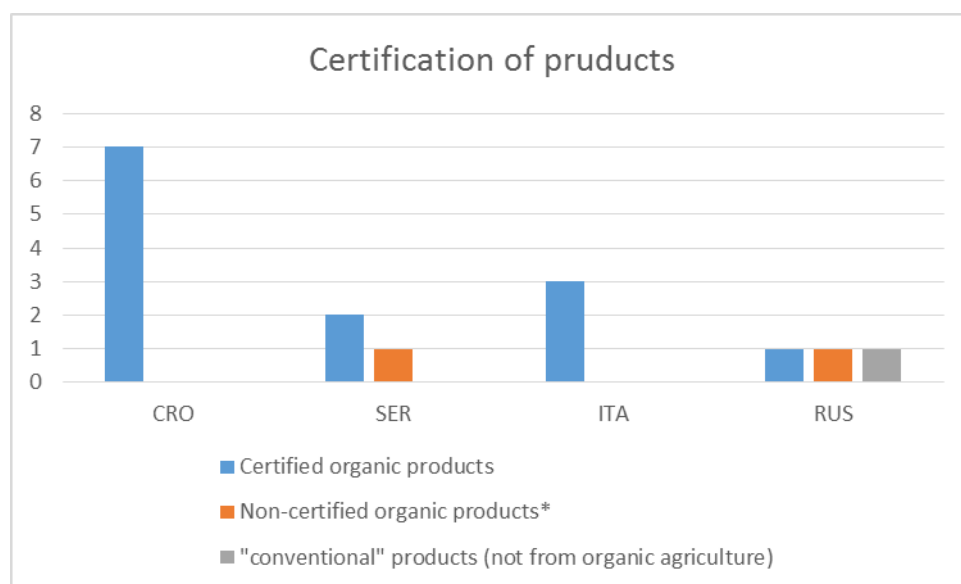 Certification of pruducts
8
7
6
5
4
3
2
1
0
CRO SER ITA RUS
Certified organic products
Non-certified organic products*
"conventional" products (not from organic agriculture)